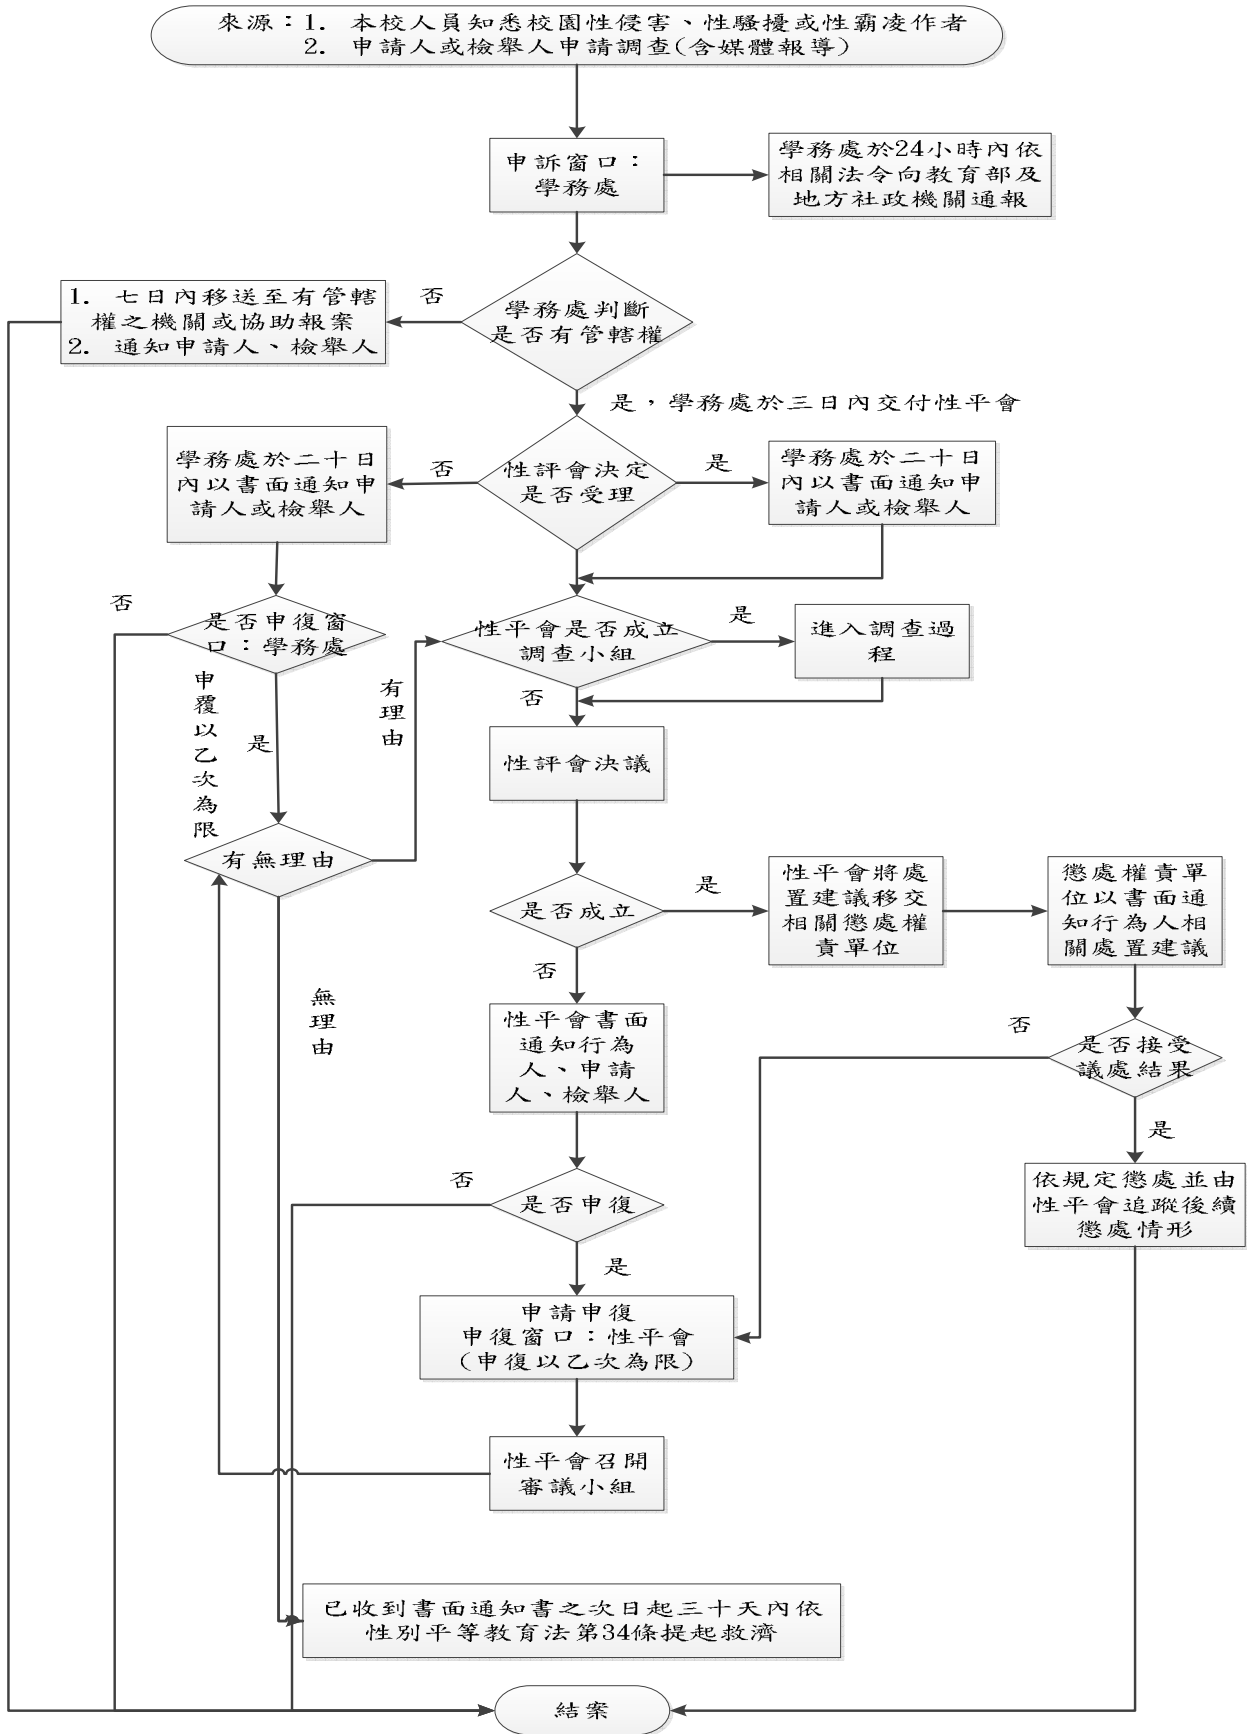 來源：1. 本校人員知悉校園性侵害、性騷擾或性霸凌作者
2. 申請人或檢舉人申請調查(含媒體報導)
申訴窗口：
學務處
學務處於24小時內依
相關法令向教育部及
地方社政機關通報
學務處判斷
是否有管轄權
否
1. 七日內移送至有管轄
權之機關或協助報案
2. 通知申請人、檢舉人
是，學務處於三日內交付性平會
性評會決定
是否受理
否
學務處於二十日
內以書面通知申
請人或檢舉人
是
學務處於二十日
內以書面通知申
請人或檢舉人
否
是否申復窗
口：學務處
性平會是否成立
調查小組
是
進入調查過
程
申覆以乙次為限
是
有理由
否
性評會決議
有無理由
是否成立
是
性平會將處
置建議移交
相關懲處權
責單位
懲處權責單
位以書面通
知行為人相
關處置建議
否
無理由
性平會書面
通知行為
人、申請
人、檢舉人
否
是否接受
議處結果
是
否
是否申復
依規定懲處並由
性平會追蹤後續
懲處情形
是
申請申復
申復窗口：性平會
(申復以乙次為限)
性平會召開
審議小組
已收到書面通知書之次日起三十天內依
性別平等教育法第34條提起救濟
結案